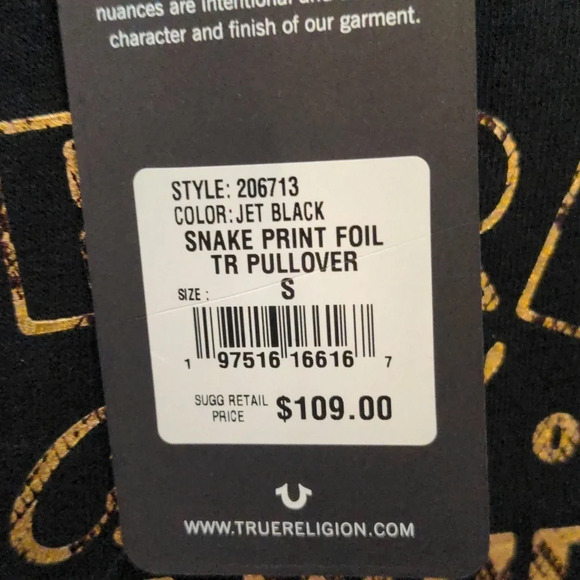 nuances are intentional and
character and finish of our garment.
STYLE: 206713
COLOR: JET BLACK
SNAKE PRINT FOIL
TR PULLOVER
SIZE : S
1 97516 16616 7
SUGG RETAIL PRICE $109.00
WWW.TRUERELIGION.COM